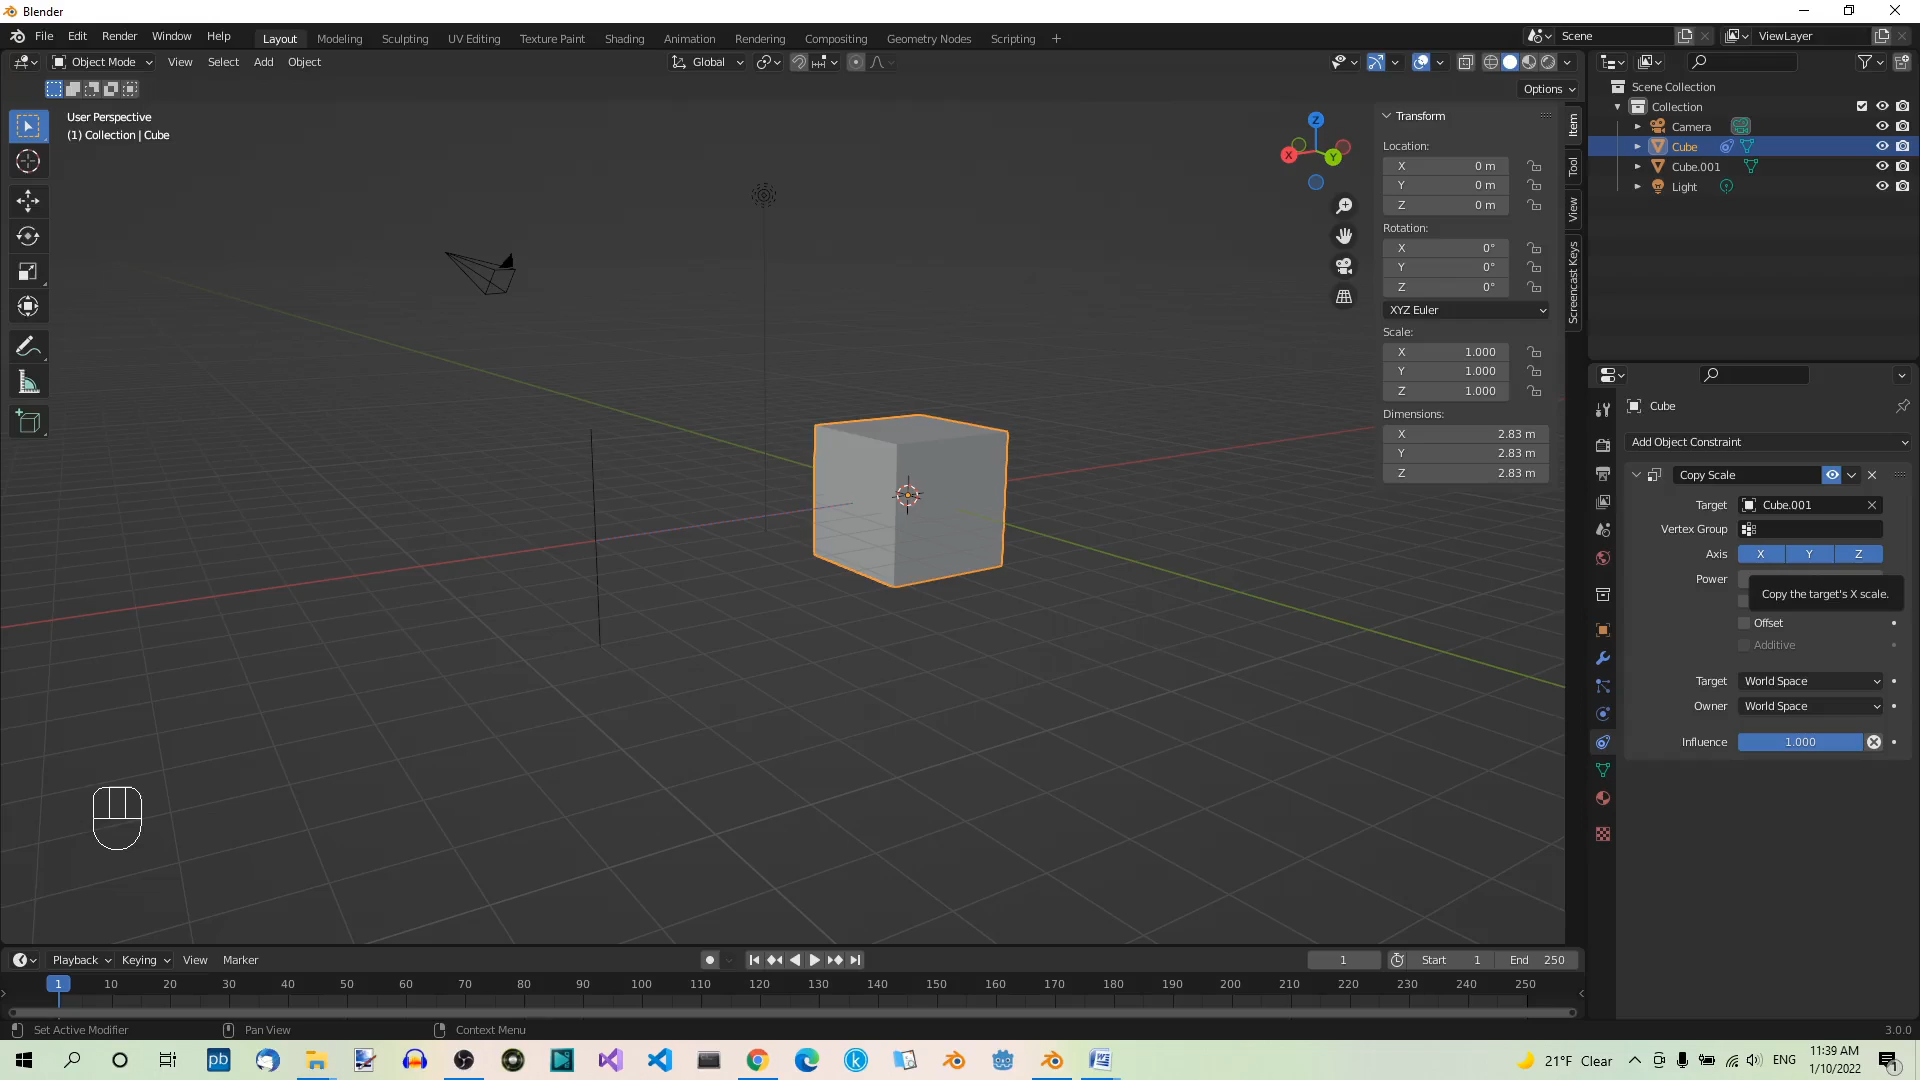 Blender
File Edit Render Window Help
Layout Modeling Sculpting UV Editing Texture Paint Shading Animation Rendering Compositing Geometry Nodes Scripting +
Scene ViewLayer
Object Mode View Select Add Object
Global
Options
User Perspective
(1) Collection | Cube
Z
X
Y
Transform
Location:
X 0 m
Y 0 m
Z 0 m
Rotation:
X 0°
Y 0°
Z 0°
XYZ Euler
Scale:
X 1.000
Y 1.000
Z 1.000
Dimensions:
X 2.83 m
Y 2.83 m
Z 2.83 m
Item
Tool
View
Screencast Keys
Scene Collection
Collection
Camera
Cube
Cube.001
Light
Cube
Add Object Constraint
Copy Scale
Target Cube.001
Vertex Group
Axis X Y Z
Power
Copy the target's X scale.
Offset
Additive
Target World Space
Owner World Space
Influence 1.000
Playback Keying View Marker
1 Start 1 End 250
1 10 20 30 40 50 60 70 80 90 100 110 120 130 140 150 160 170 180 190 200 210 220 230 240 250
Set Active Modifier Pan View Context Menu
3.0.0
pb
21°F Clear
ENG
11:39 AM
1/10/2022
1